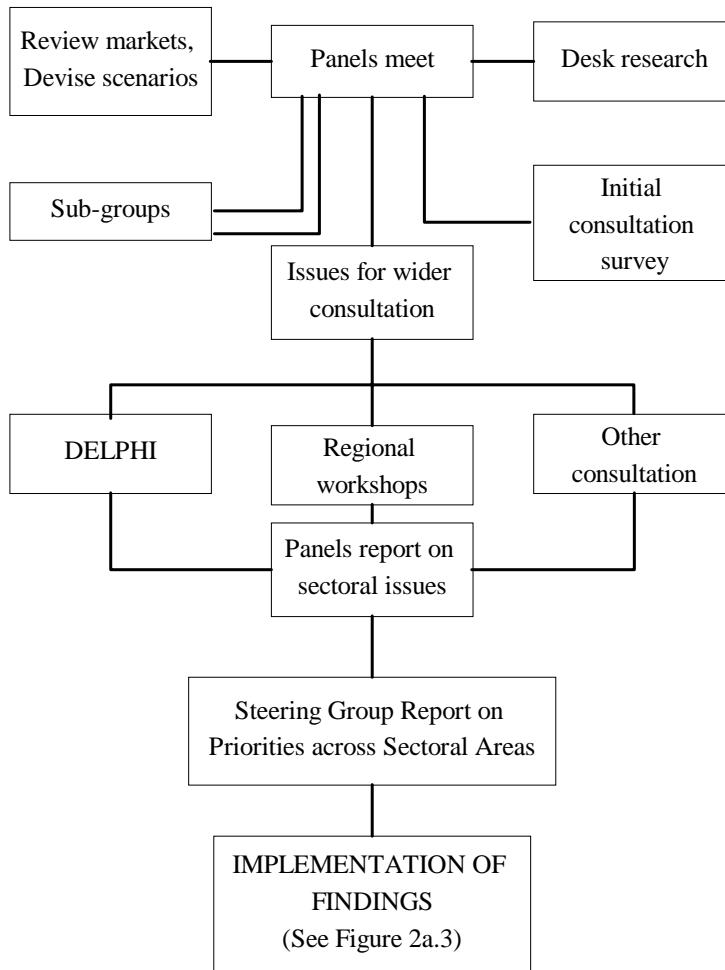 Review markets,
Devise scenarios
Panels meet
Desk research
Sub-groups
Initial
consultation
survey
Issues for wider
consultation
DELPHI
Regional
workshops
Other
consultation
Panels report on
sectoral issues
Steering Group Report on
Priorities across Sectoral Areas
IMPLEMENTATION OF
FINDINGS
(See Figure 2a.3)